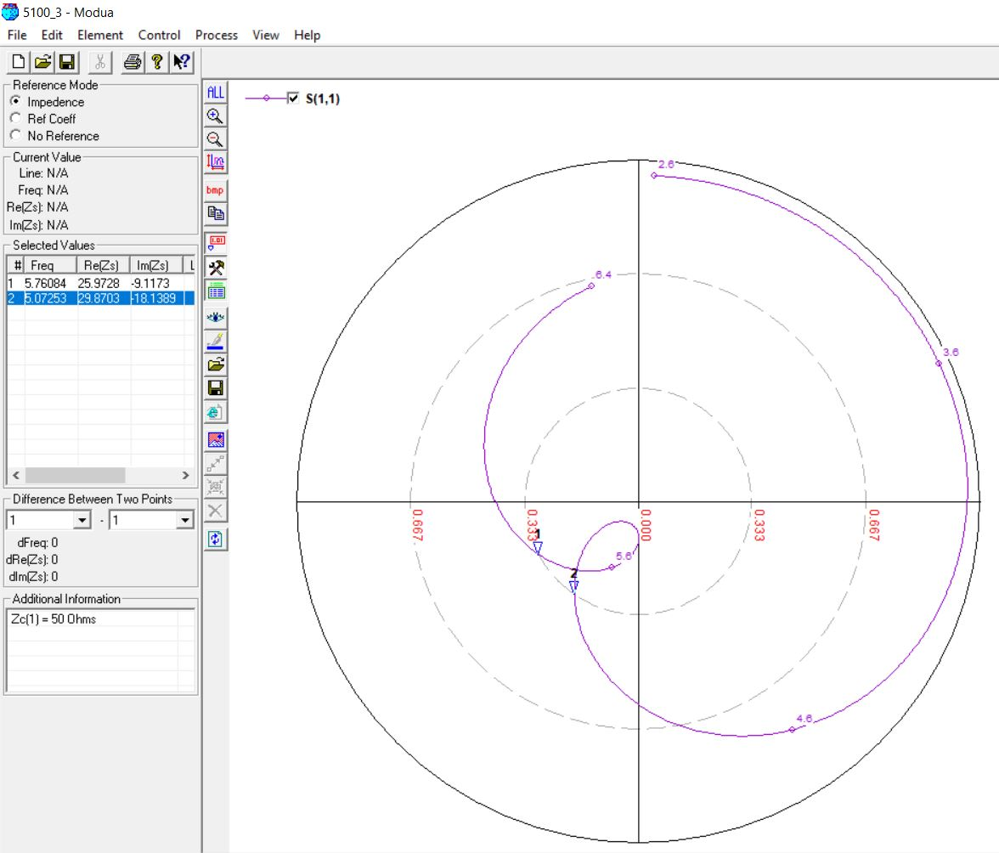 5100_3 - Modua
File Edit Element Control Process View Help
Reference Mode
Impedence
Ref Coeff
No Reference
Current Value
Line: N/A
Freq: N/A
Re(Zs): N/A
Im(Zs): N/A
Selected Values
# Freq Re(Zs) Im(Zs) L
1 5.76084 25.9728 -9.1173
2 5.07253 29.8703 -18.1389
Difference Between Two Points
1 - 1
dFreq: 0
dRe(Zs): 0
dIm(Zs): 0
Additional Information
Zc(1) = 50 Ohms
ALL
bmp
1.01
S(1,1)
2.6
6.4
3.6
0.667
0.333
0.000
0.333
0.667
1
5.6
2
4.6